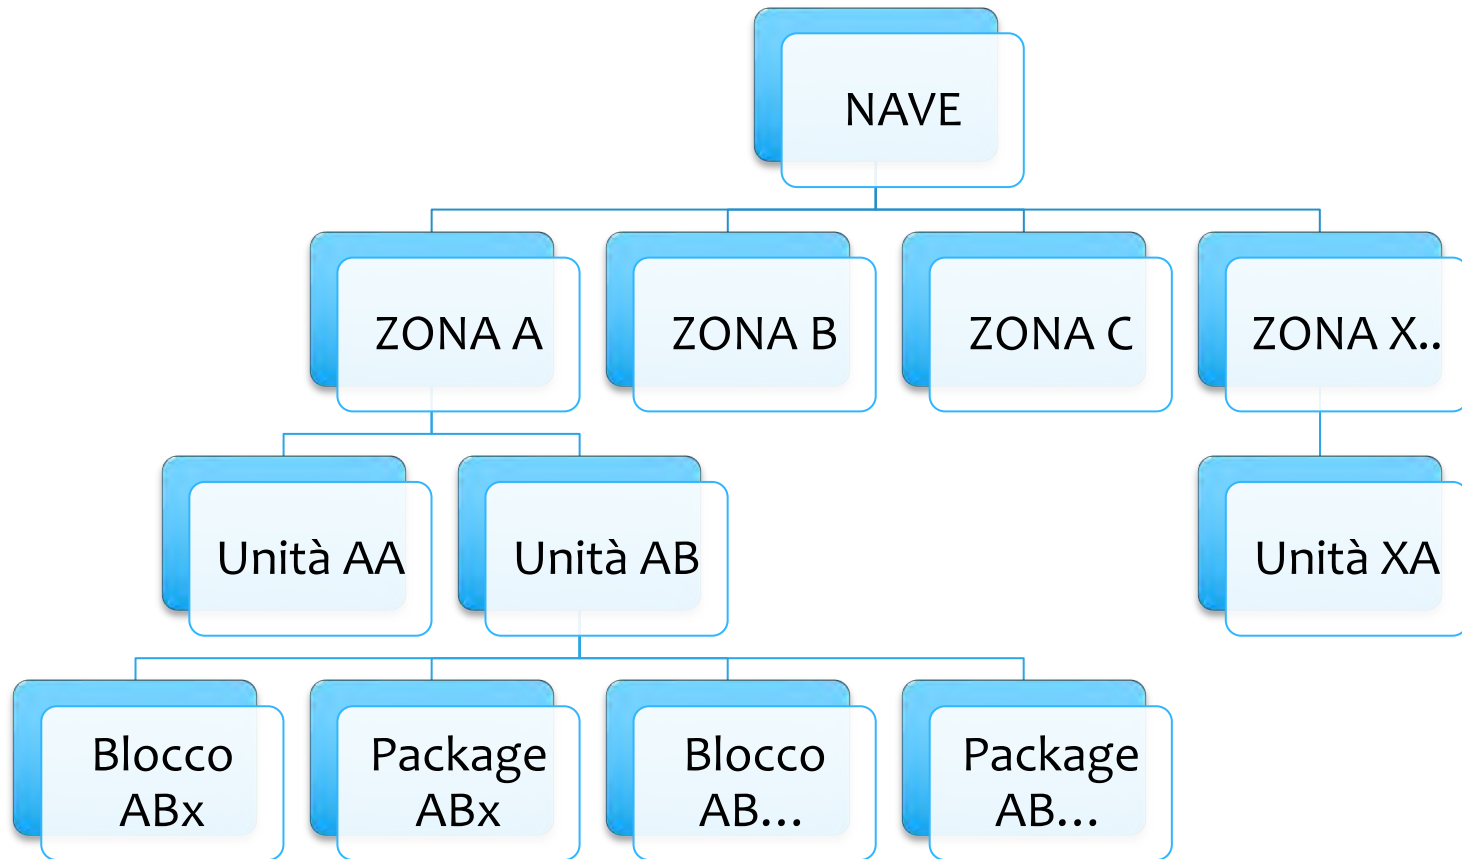 NAVE
ZONA A
ZONA B
ZONA C
ZONA X..
Unità AA
Unità AB
Unità XA
Blocco
ABx
Package
ABx
Blocco
AB...
Package
AB...